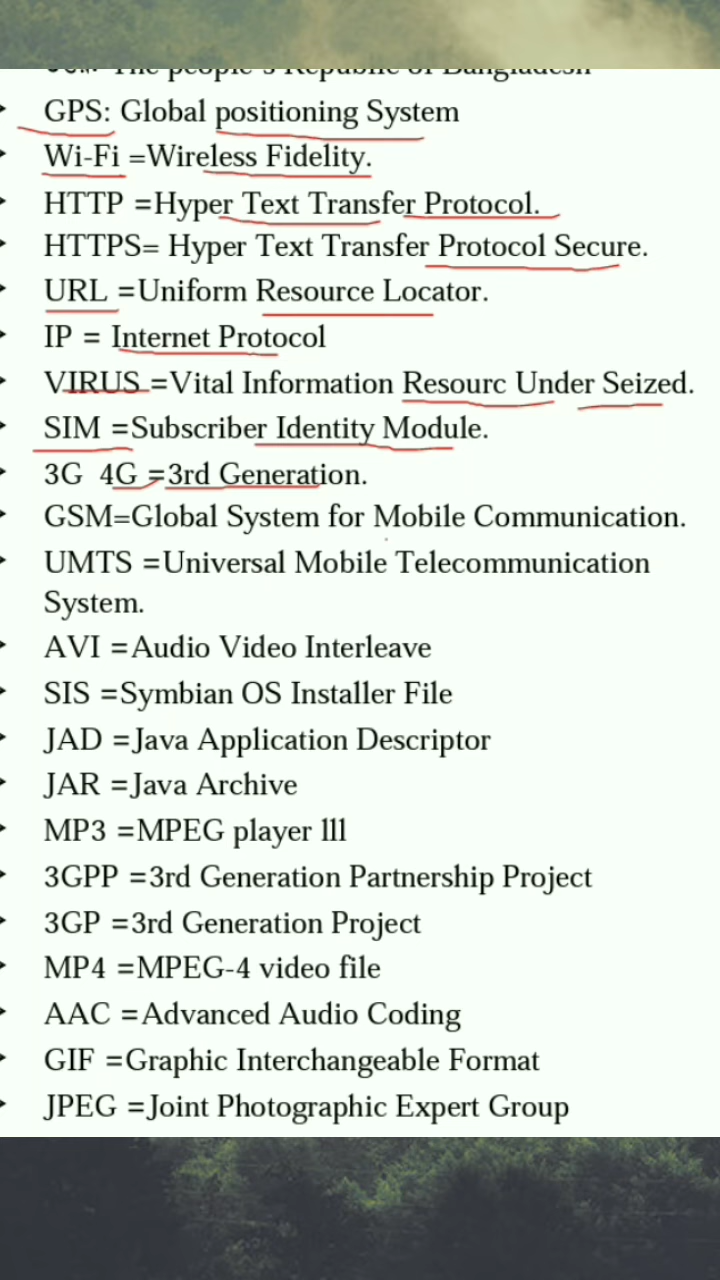 The people's Republic of Bangladesh
GPS: Global positioning System
Wi-Fi =Wireless Fidelity.
HTTP =Hyper Text Transfer Protocol.
HTTPS= Hyper Text Transfer Protocol Secure.
URL =Uniform Resource Locator.
IP = Internet Protocol
VIRUS =Vital Information Resourc Under Seized.
SIM =Subscriber Identity Module.
3G 4G =3rd Generation.
GSM=Global System for Mobile Communication.
UMTS =Universal Mobile Telecommunication
System.
AVI =Audio Video Interleave
SIS =Symbian OS Installer File
JAD =Java Application Descriptor
JAR =Java Archive
MP3 =MPEG player lll
3GPP =3rd Generation Partnership Project
3GP =3rd Generation Project
MP4 =MPEG-4 video file
AAC =Advanced Audio Coding
GIF =Graphic Interchangeable Format
JPEG =Joint Photographic Expert Group